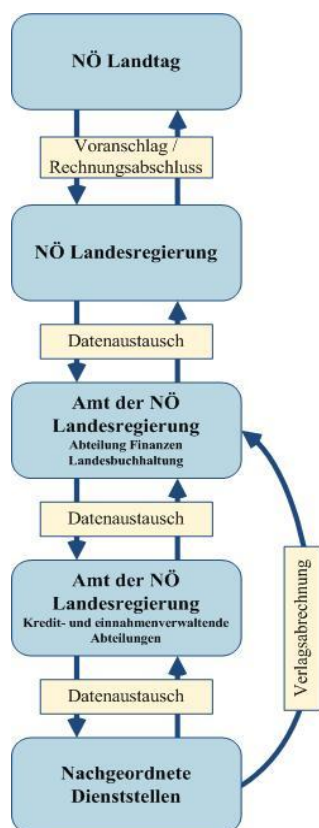 NÖ Landtag
Voranschlag /
Rechnungsabschluss
NÖ Landesregierung
Datenaustausch
Amt der NÖ
Landesregierung
Abteilung Finanzen
Landesbuchhaltung
Datenaustausch
Amt der NÖ
Landesregierung
Kredit- und einnahmenverwaltende
Abteilungen
Verlagsabrechnung
Datenaustausch
Nachgeordnete
Dienststellen